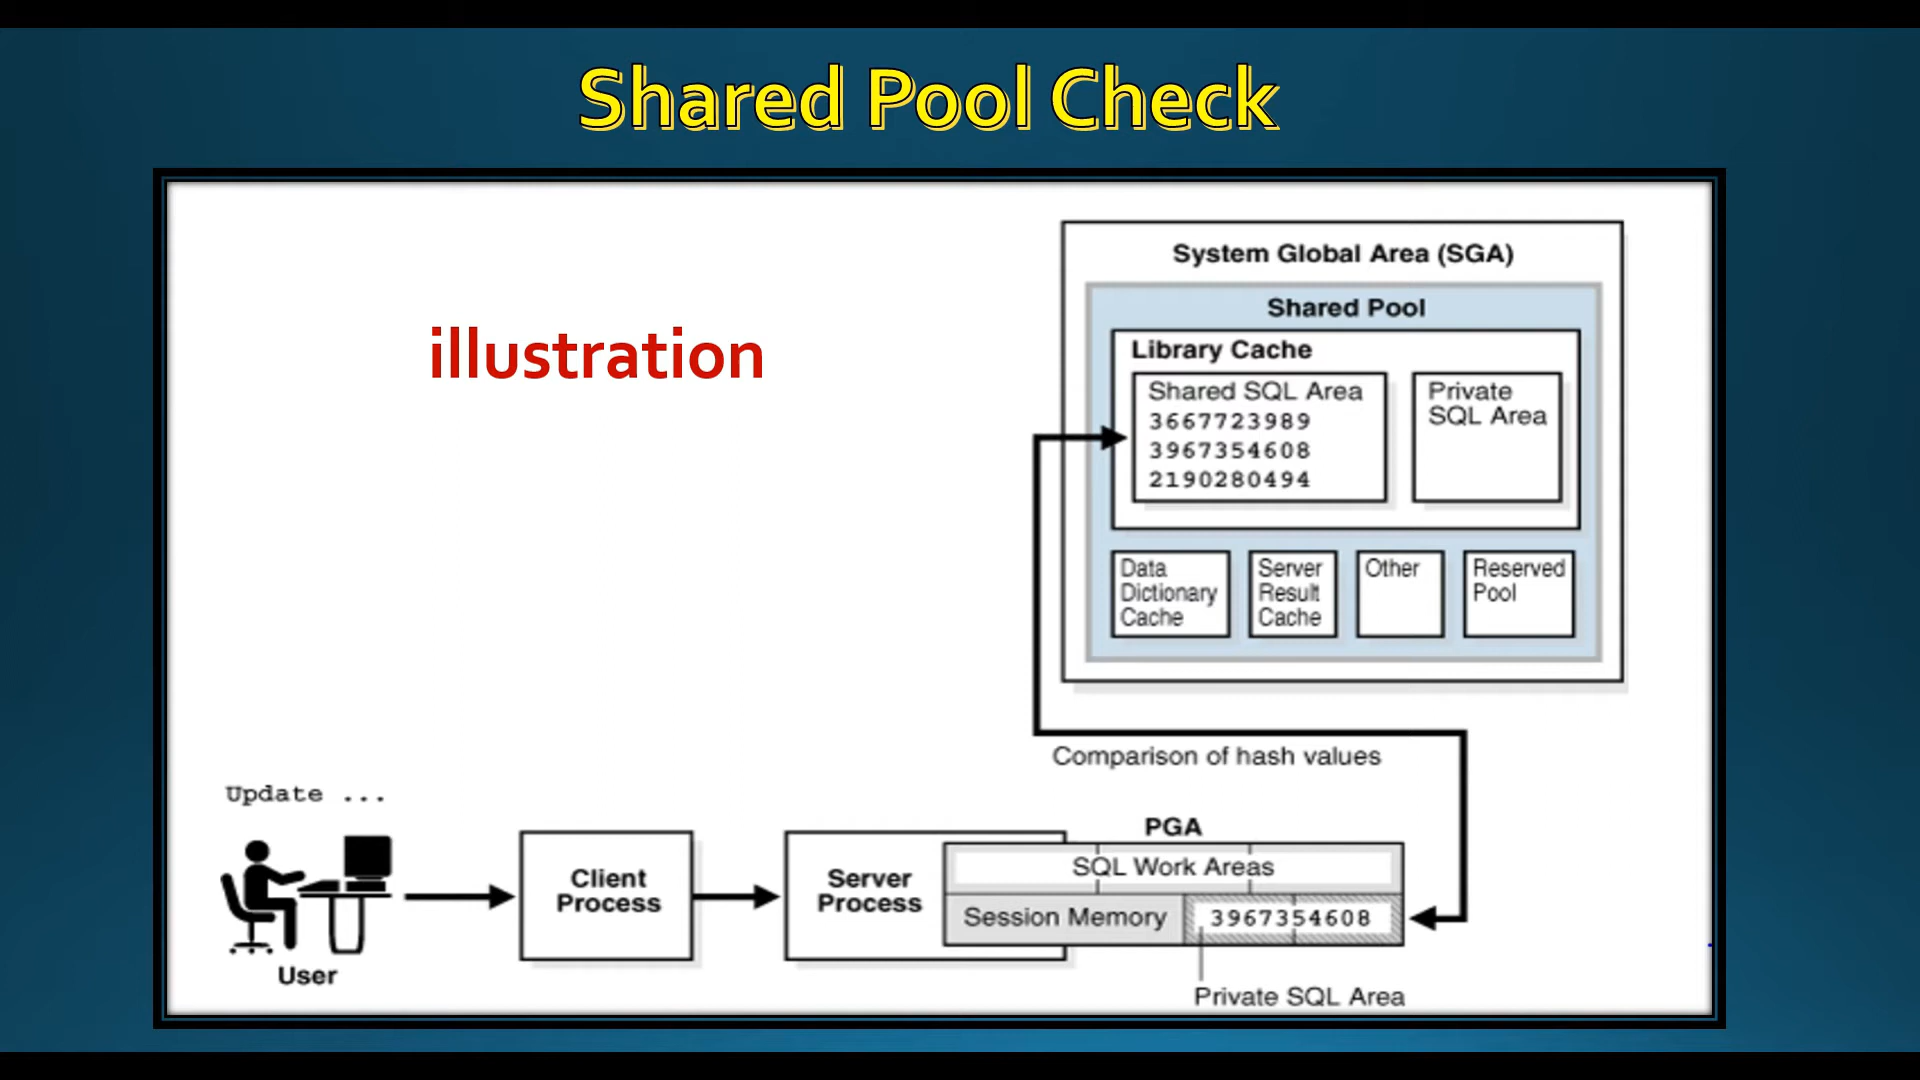 Shared Pool Check
illustration
System Global Area (SGA)
Shared Pool
Library Cache
Shared SQL Area
3667723989
3967354608
2190280494
Private
SQL Area
Data
Dictionary
Cache
Server
Result
Cache
Other
Reserved
Pool
Comparison of hash values
Update ...
User
Client
Process
Server
Process
PGA
SQL Work Areas
Session Memory
3967354608
Private SQL Area